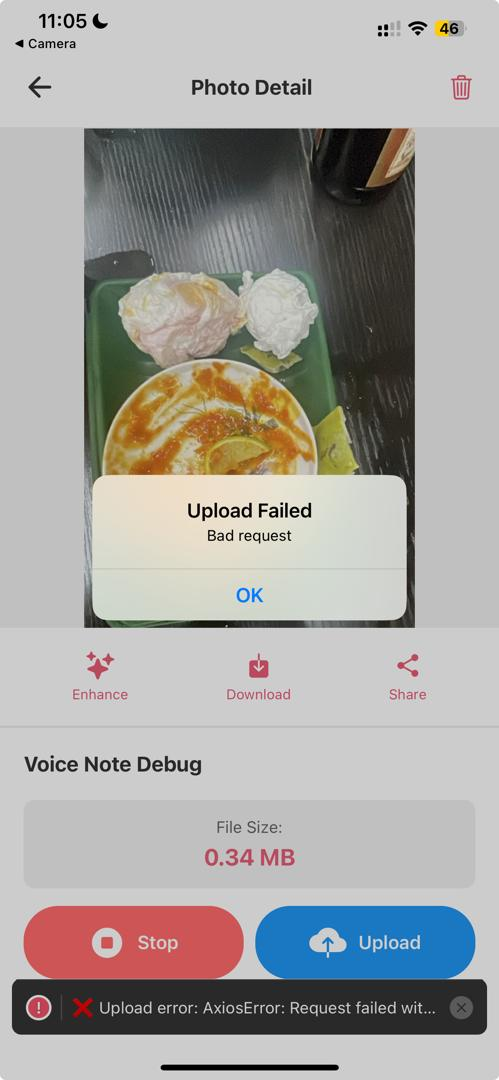 11:05
46
◀ Camera
Photo Detail
Upload Failed
Bad request
OK
Enhance
Download
Share
Voice Note Debug
File Size:
0.34 MB
Stop
Upload
❌ Upload error: AxiosError: Request failed wit...